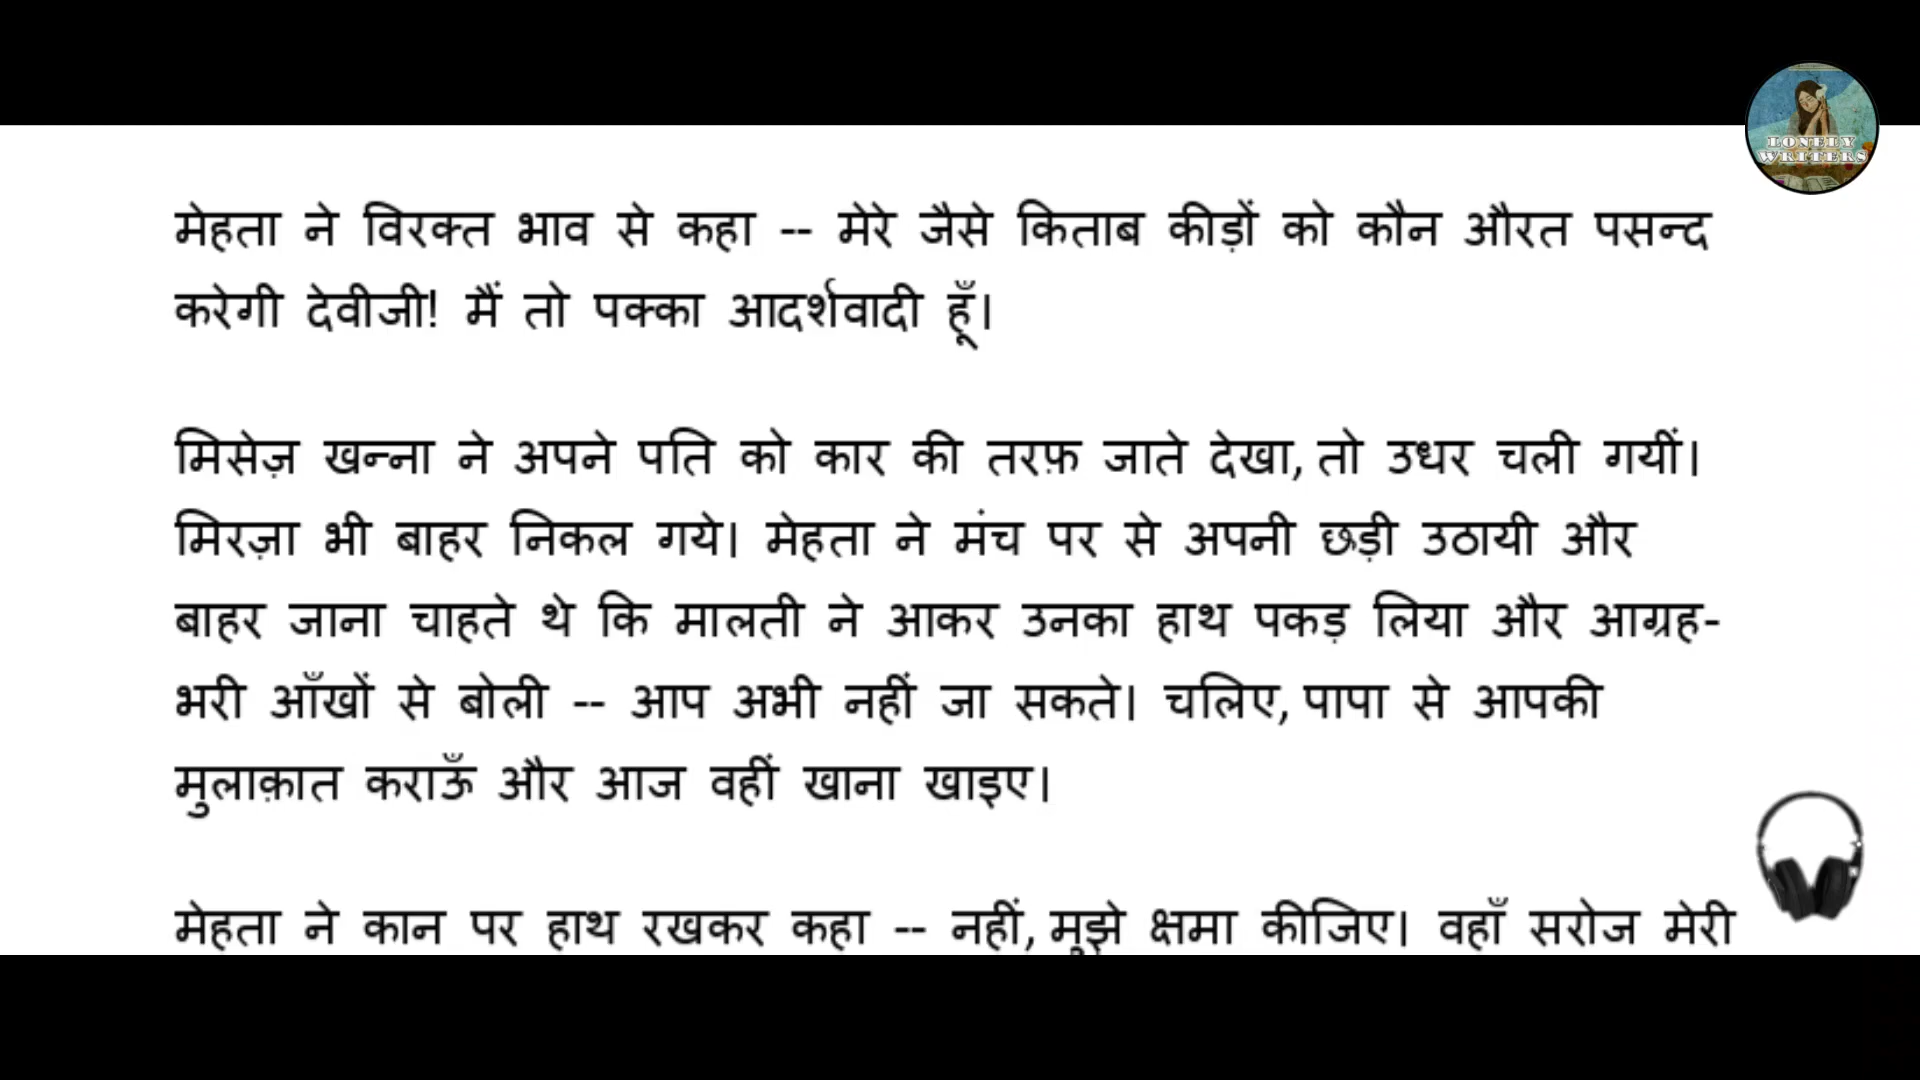 LONELY
WRITERS
मेहता ने विरक्त भाव से कहा -- मेरे जैसे किताब कीड़ों को कौन औरत पसन्द
करेगी देवीजी! मैं तो पक्का आदर्शवादी हूँ।
मिसेज़ खन्ना ने अपने पति को कार की तरफ़ जाते देखा, तो उधर चली गयीं।
मिरज़ा भी बाहर निकल गये। मेहता ने मंच पर से अपनी छड़ी उठायी और
बाहर जाना चाहते थे कि मालती ने आकर उनका हाथ पकड़ लिया और आग्रह-
भरी आँखों से बोली -- आप अभी नहीं जा सकते। चलिए, पापा से आपकी
मुलाक़ात कराऊँ और आज वहीं खाना खाइए।
मेहता ने कान पर हाथ रखकर कहा -- नहीं, मुझे क्षमा कीजिए। वहाँ सरोज मेरी